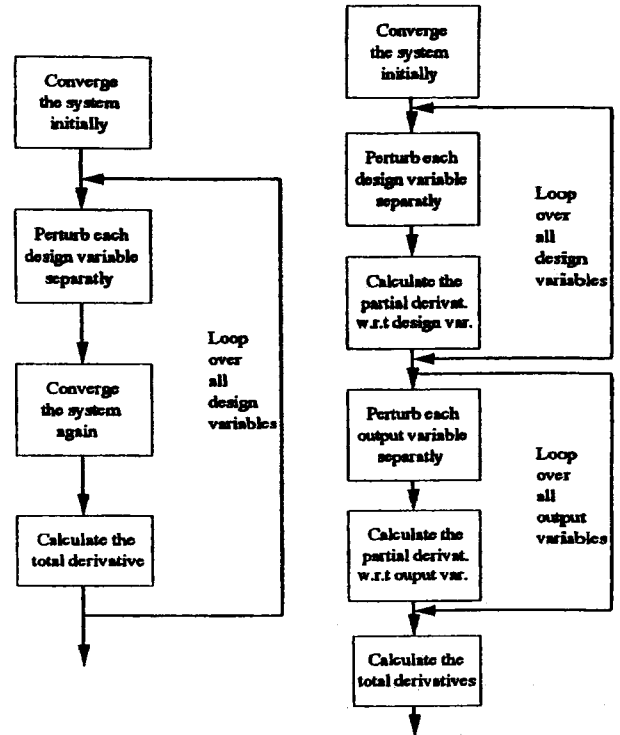 Converge
the system
initially
Perturb each
design variable
separatly
Converge
the system
again
Calculate the
total derivative
Loop
over
all
design
variables
Converge
the system
initially
Perturb each
design variable
separatly
Calculate the
partial derivat.
w.r.t design var.
Loop
over
all
design
variables
Perturb each
output variable
separatly
Calculate the
partial derivat.
w.r.t ouput var.
Loop
over
all
output
variables
Calculate the
total derivatives